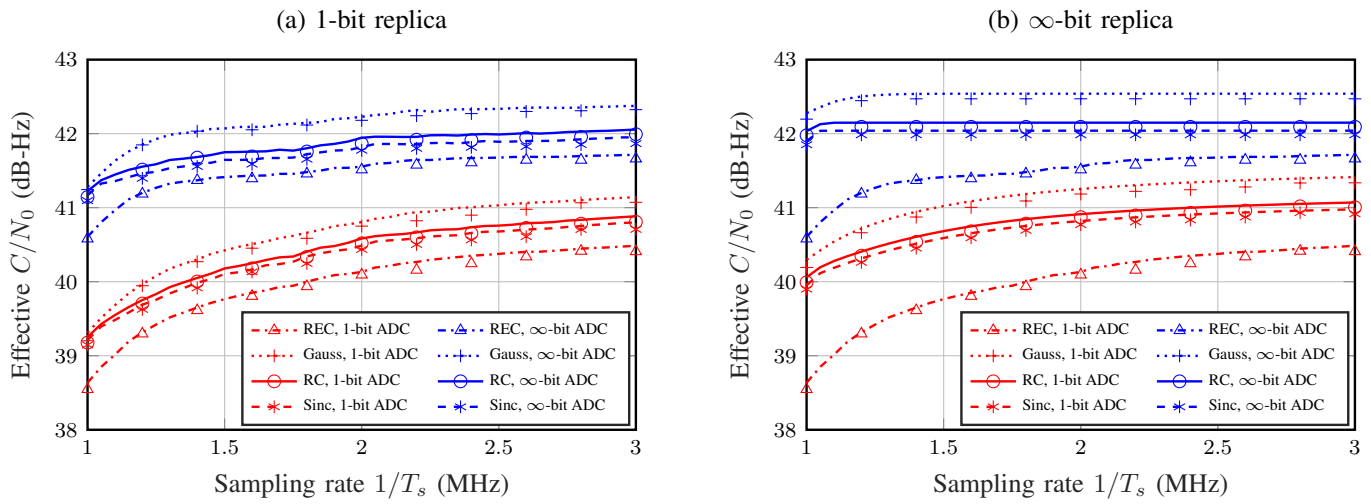 (a) 1-bit replica
Effective C/N₀ (dB-Hz)
43
42
41
40
39
38
REC, 1-bit ADC
REC, ∞-bit ADC
Gauss, 1-bit ADC
Gauss, ∞-bit ADC
RC, 1-bit ADC
RC, ∞-bit ADC
Sinc, 1-bit ADC
Sinc, ∞-bit ADC
1 1.5 2 2.5 3
Sampling rate 1/Tₛ (MHz)
(b) ∞-bit replica
Effective C/N₀ (dB-Hz)
43
42
41
40
39
38
REC, 1-bit ADC
REC, ∞-bit ADC
Gauss, 1-bit ADC
Gauss, ∞-bit ADC
RC, 1-bit ADC
RC, ∞-bit ADC
Sinc, 1-bit ADC
Sinc, ∞-bit ADC
1 1.5 2 2.5 3
Sampling rate 1/Tₛ (MHz)